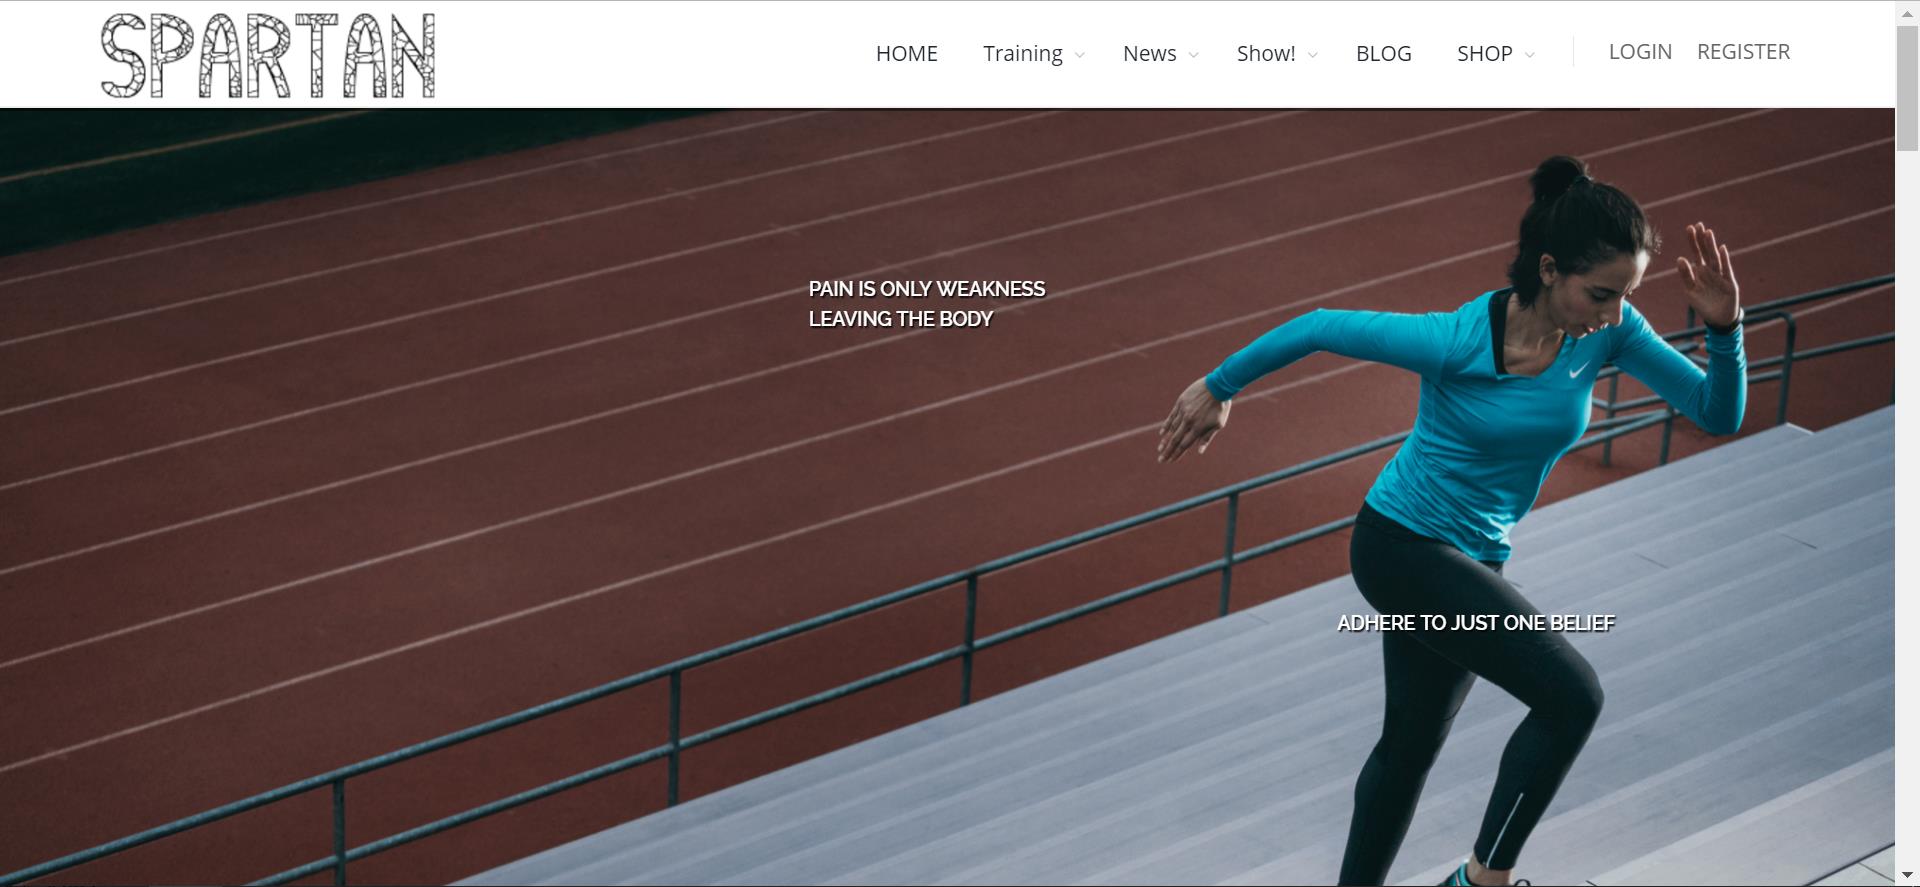 SPARTAN
HOME Training News Show! BLOG SHOP LOGIN REGISTER
PAIN IS ONLY WEAKNESS
LEAVING THE BODY
ADHERE TO JUST ONE BELIEF